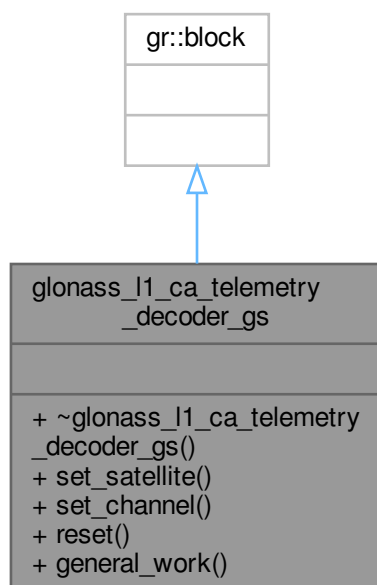 gr::block
glonass_l1_ca_telemetry
_decoder_gs
+ ~glonass_l1_ca_telemetry
_decoder_gs()
+ set_satellite()
+ set_channel()
+ reset()
+ general_work()